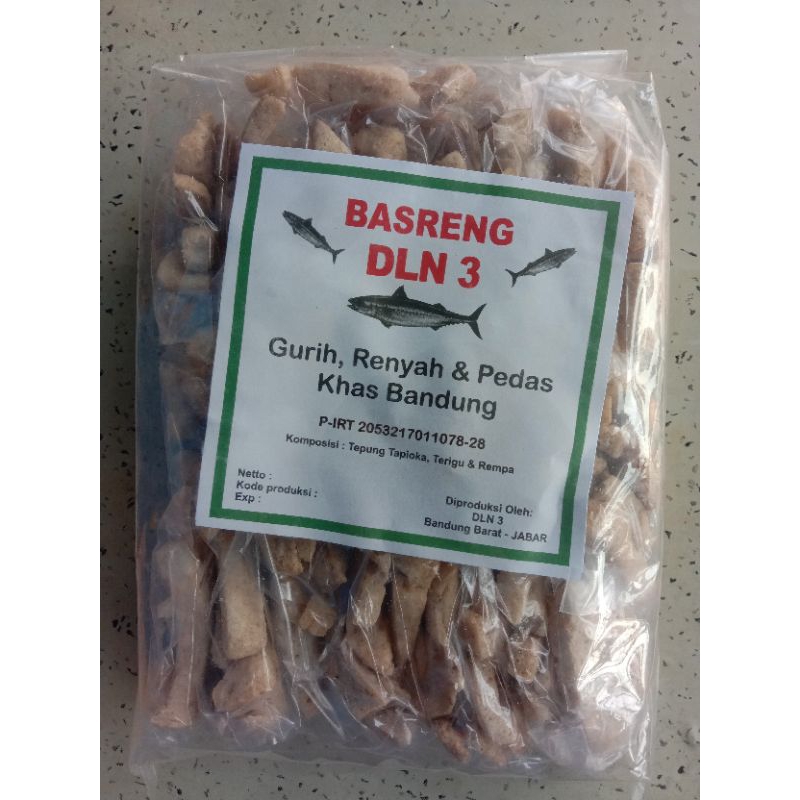 BASRENG
DLN 3
Gurih, Renyah & Pedas
Khas Bandung
P-IRT 2053217011078-28
Komposisi : Tepung Tapioka, Terigu & Rempa
Netto :
Kode produksi :
Exp :
Diproduksi Oleh:
DLN 3
Bandung Barat - JABAR